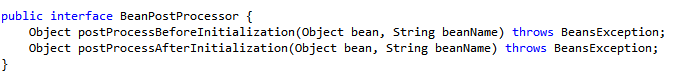 public interface BeanPostProcessor {
    Object postProcessBeforeInitialization(Object bean, String beanName) throws BeansException;
    Object postProcessAfterInitialization(Object bean, String beanName) throws BeansException;
}